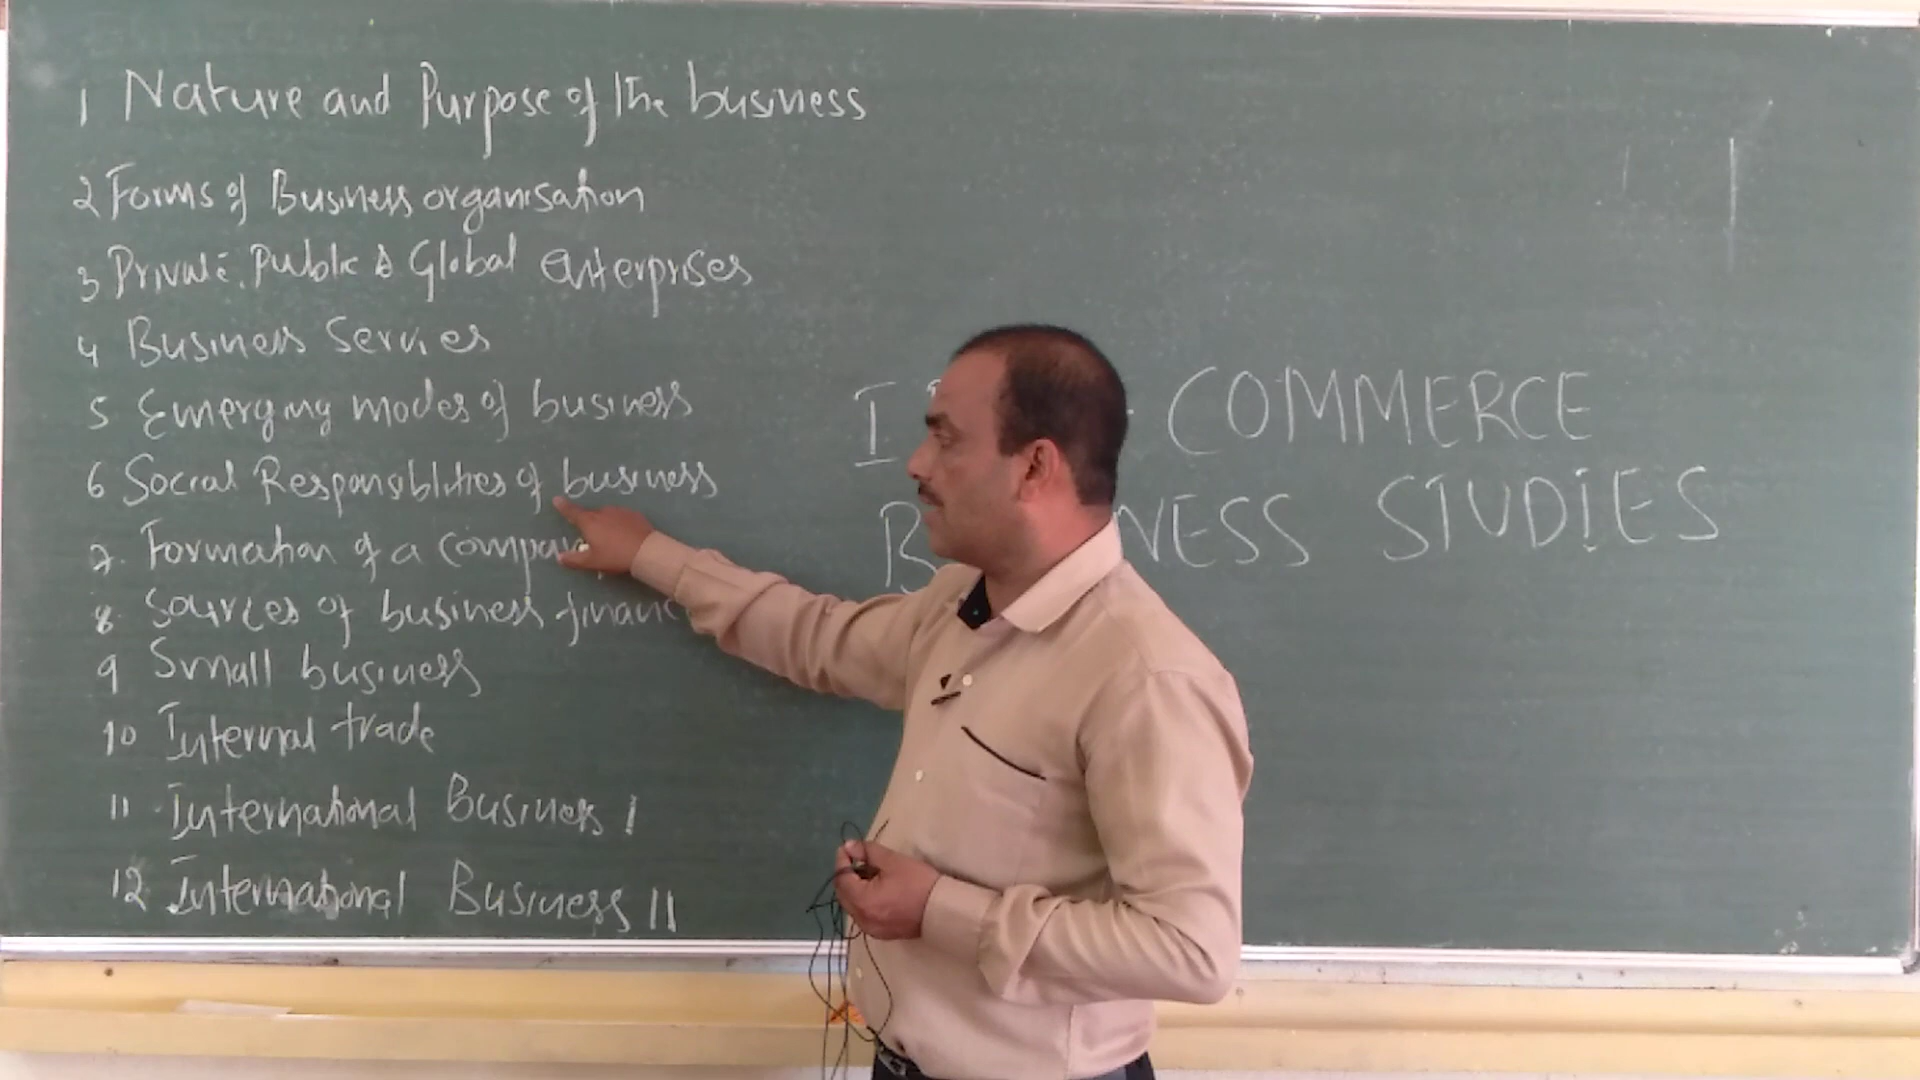 1 Nature and Purpose of the business
2 Forms of Business organisation
3 Private, Public & Global Enterprises
4 Business Services
5 Emerging modes of business
6 Social Responsiblities of business
7. Formation of a company
8. Sources of business financ
9 Small business
10 Internal trade
11 International Business I
12 International Business II
COMMERCE
STUDIES